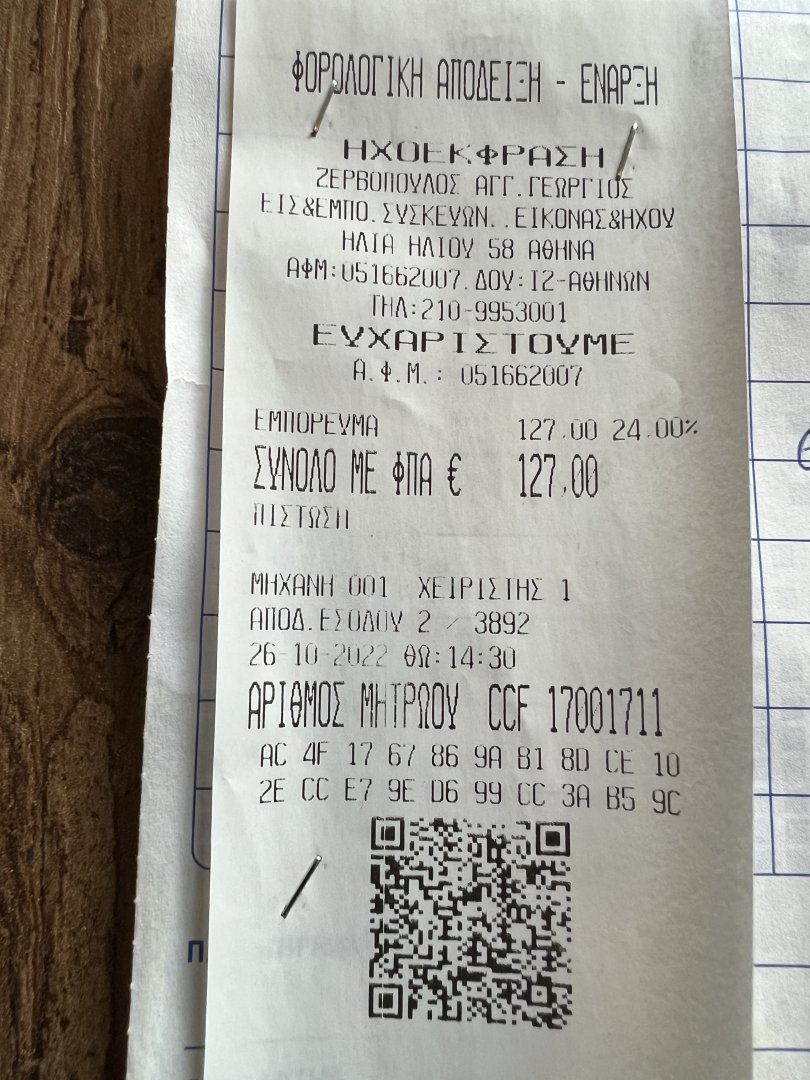 ΦΟΡΟΛΟΓΙΚΗ ΑΠΟΔΕΙΞΗ - ΕΝΑΡΞΗ
ΗΧΟΕΚΦΡΑΣΗ
ΖΕΡΒΟΠΟΥΛΟΣ ΑΓΓ.ΓΕΩΡΓΙΟΣ
ΕΙΣ&ΕΜΠΟ.ΣΥΣΚΕΥΩΝ..ΕΙΚΟΝΑΣ&ΗΧΟΥ
ΗΛΙΑ ΗΛΙΟΥ 58 ΑΘΗΝΑ
ΑΦΜ:051662007.ΔΟΥ:ΙΖ-ΑΘΗΝΩΝ
ΤΗΛ:210-9953001
ΕΥΧΑΡΙΣΤΟΥΜΕ
Α.Φ.Μ.: 051662007
ΕΜΠΟΡΕΥΜΑ 127,00 24,00%
ΣΥΝΟΛΟ ΜΕ ΦΠΑ € 127,00
ΠΙΣΤΩΣΗ
ΜΗΧΑΝΗ 001 ΧΕΙΡΙΣΤΗΣ 1
ΑΠΟΔ.ΕΣΟΔΟΥ 2 / 3892
26-10-2022 ΘΩ:14:30
ΑΡΙΘΜΟΣ ΜΗΤΡΩΟΥ CCF 17001711
AC 4F 17 67 86 9A B1 8D CE 10
2E CC E7 9E D6 99 CC 3A B5 9C